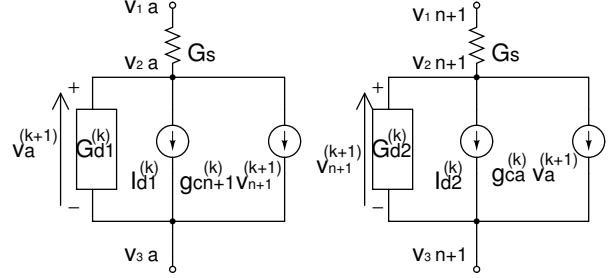 v1 a
Gs
v2 a
+
va(k+1)
Gd1(k)
Id1(k)
gcn+1(k)vn+1(k+1)
−
v3 a
v1 n+1
Gs
v2 n+1
+
vn+1(k+1)
Gd2(k)
Id2(k)
gca(k) va(k+1)
−
v3 n+1